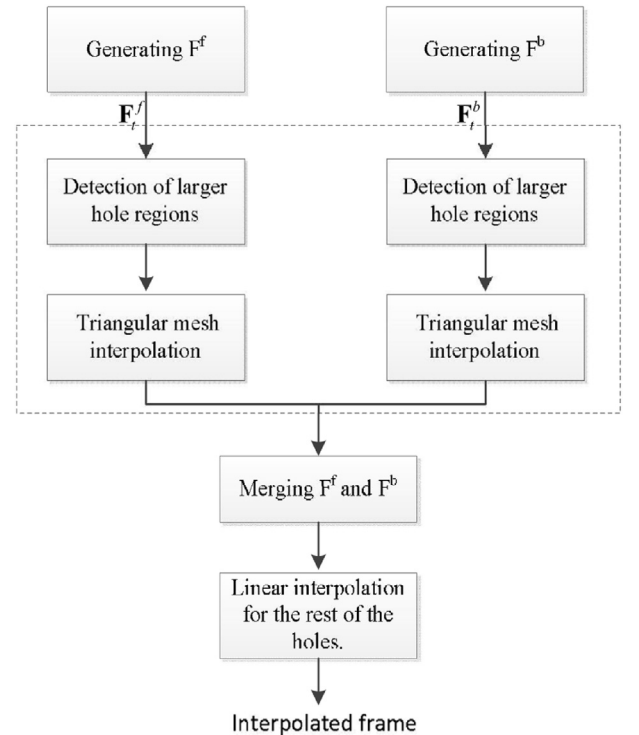 Generating F^f
Generating F^b
F_t^f
F_t^b
Detection of larger
hole regions
Detection of larger
hole regions
Triangular mesh
interpolation
Triangular mesh
interpolation
Merging F^f and F^b
Linear interpolation
for the rest of the
holes.
Interpolated frame